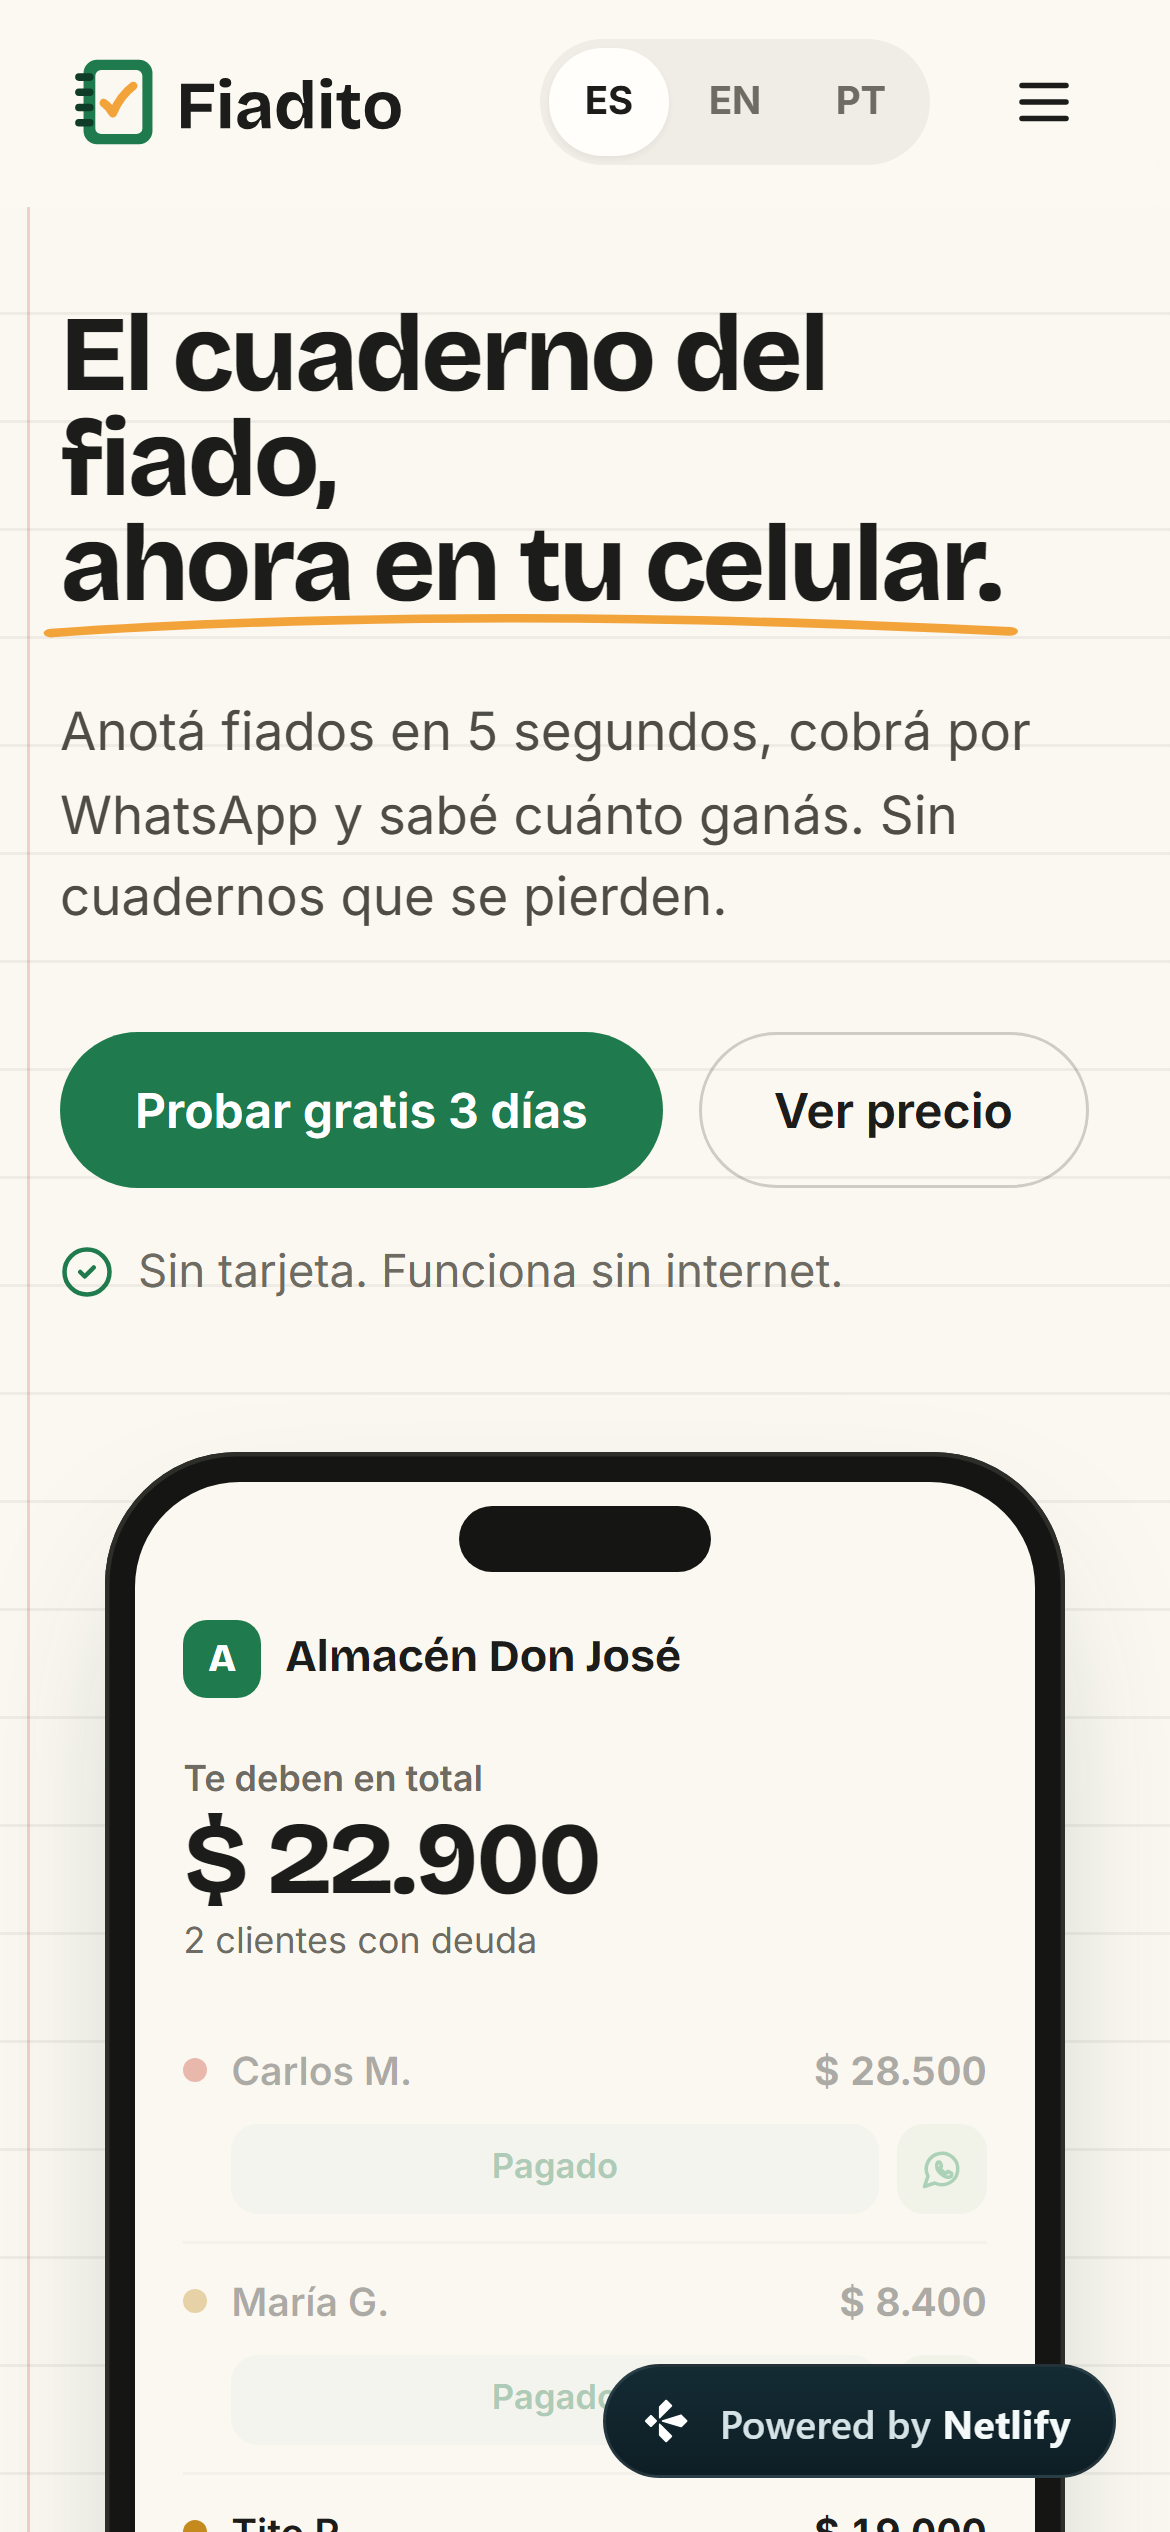 Fiadito
ES EN PT
El cuaderno del
fiado,
ahora en tu celular.
Anotá fiados en 5 segundos, cobrá por
WhatsApp y sabé cuánto ganás. Sin
cuadernos que se pierden.
Probar gratis 3 días
Ver precio
Sin tarjeta. Funciona sin internet.
A Almacén Don José
Te deben en total
$ 22.900
2 clientes con deuda
Carlos M. $ 28.500
Pagado
María G. $ 8.400
Pagado
Powered by Netlify